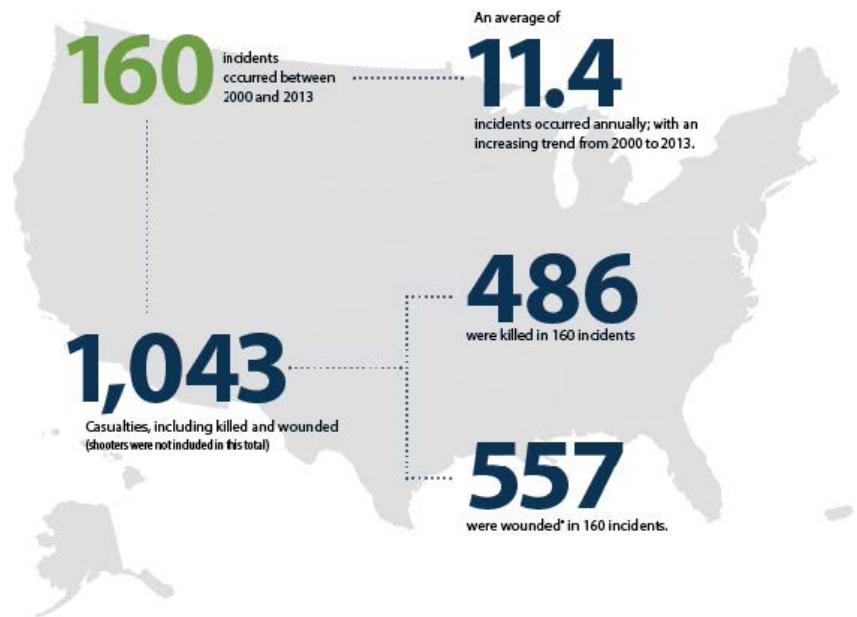 160
incidents
occurred between
2000 and 2013
An average of
11.4
incidents occurred annually; with an
increasing trend from 2000 to 2013.
1,043
Casualties, including killed and wounded
(shooters were not included in this total)
486
were killed in 160 incidents
557
were wounded* in 160 incidents.